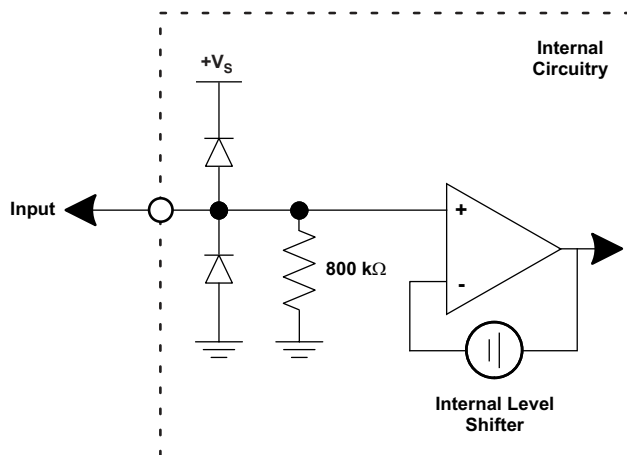 Internal
Circuitry
+VS
Input
+
800 kΩ
-
Internal Level
Shifter